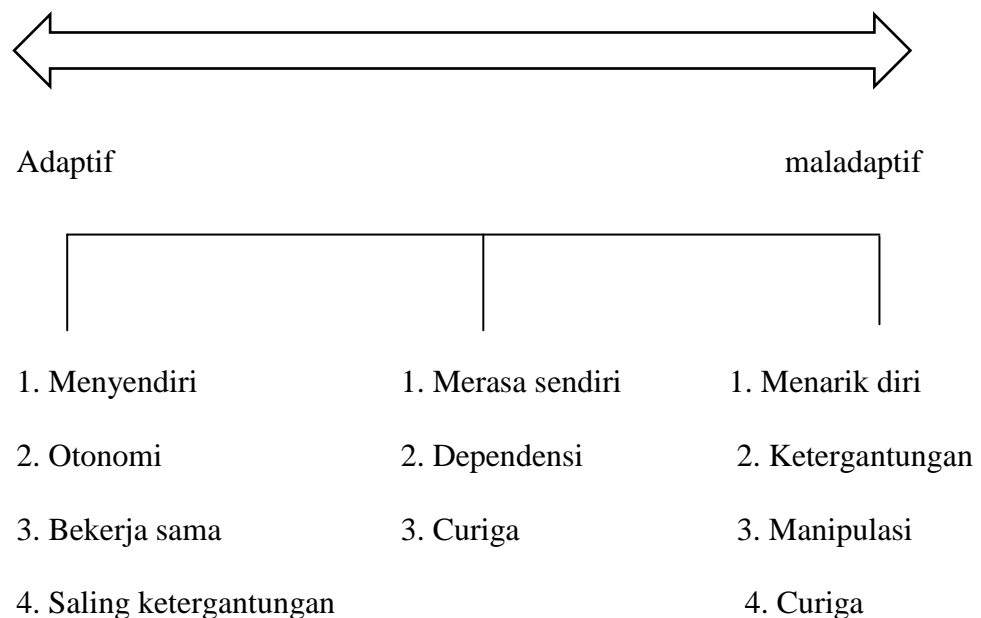 Adaptif maladaptif
1. Menyendiri 1. Merasa sendiri 1. Menarik diri
2. Otonomi 2. Dependensi 2. Ketergantungan
3. Bekerja sama 3. Curiga 3. Manipulasi
4. Saling ketergantungan 4. Curiga